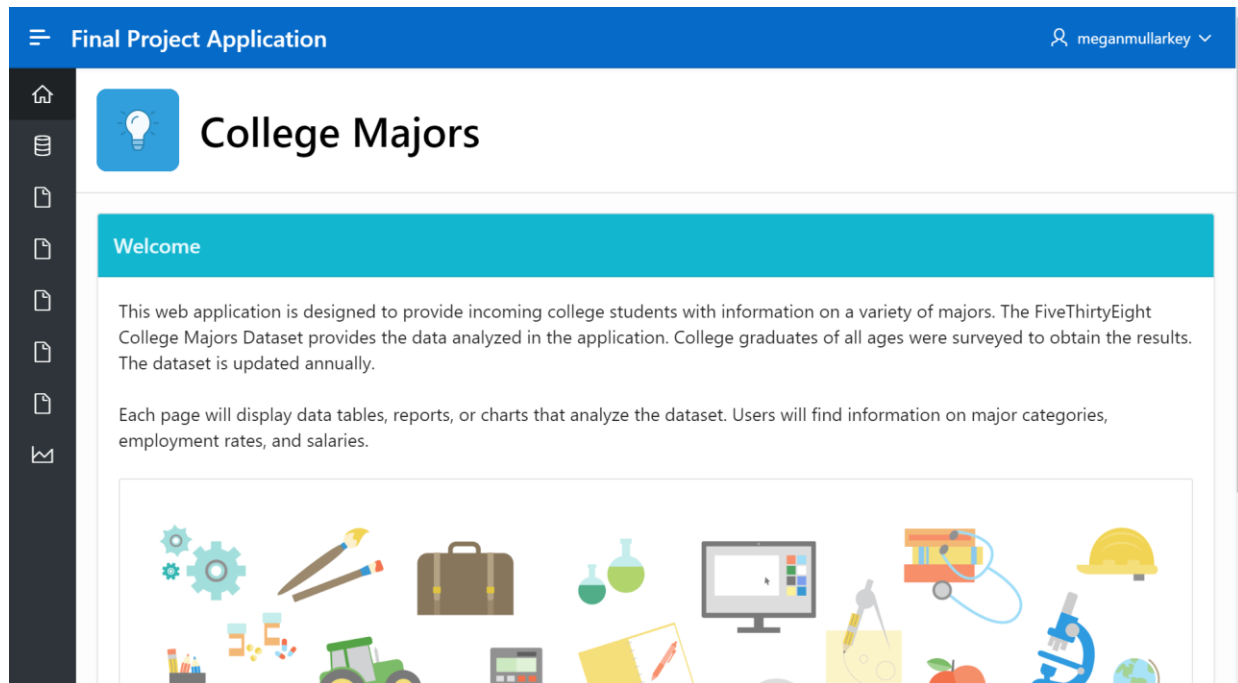 Final Project Application
meganmullarkey
College Majors
Welcome
This web application is designed to provide incoming college students with information on a variety of majors. The FiveThirtyEight
College Majors Dataset provides the data analyzed in the application. College graduates of all ages were surveyed to obtain the results.
The dataset is updated annually.
Each page will display data tables, reports, or charts that analyze the dataset. Users will find information on major categories,
employment rates, and salaries.